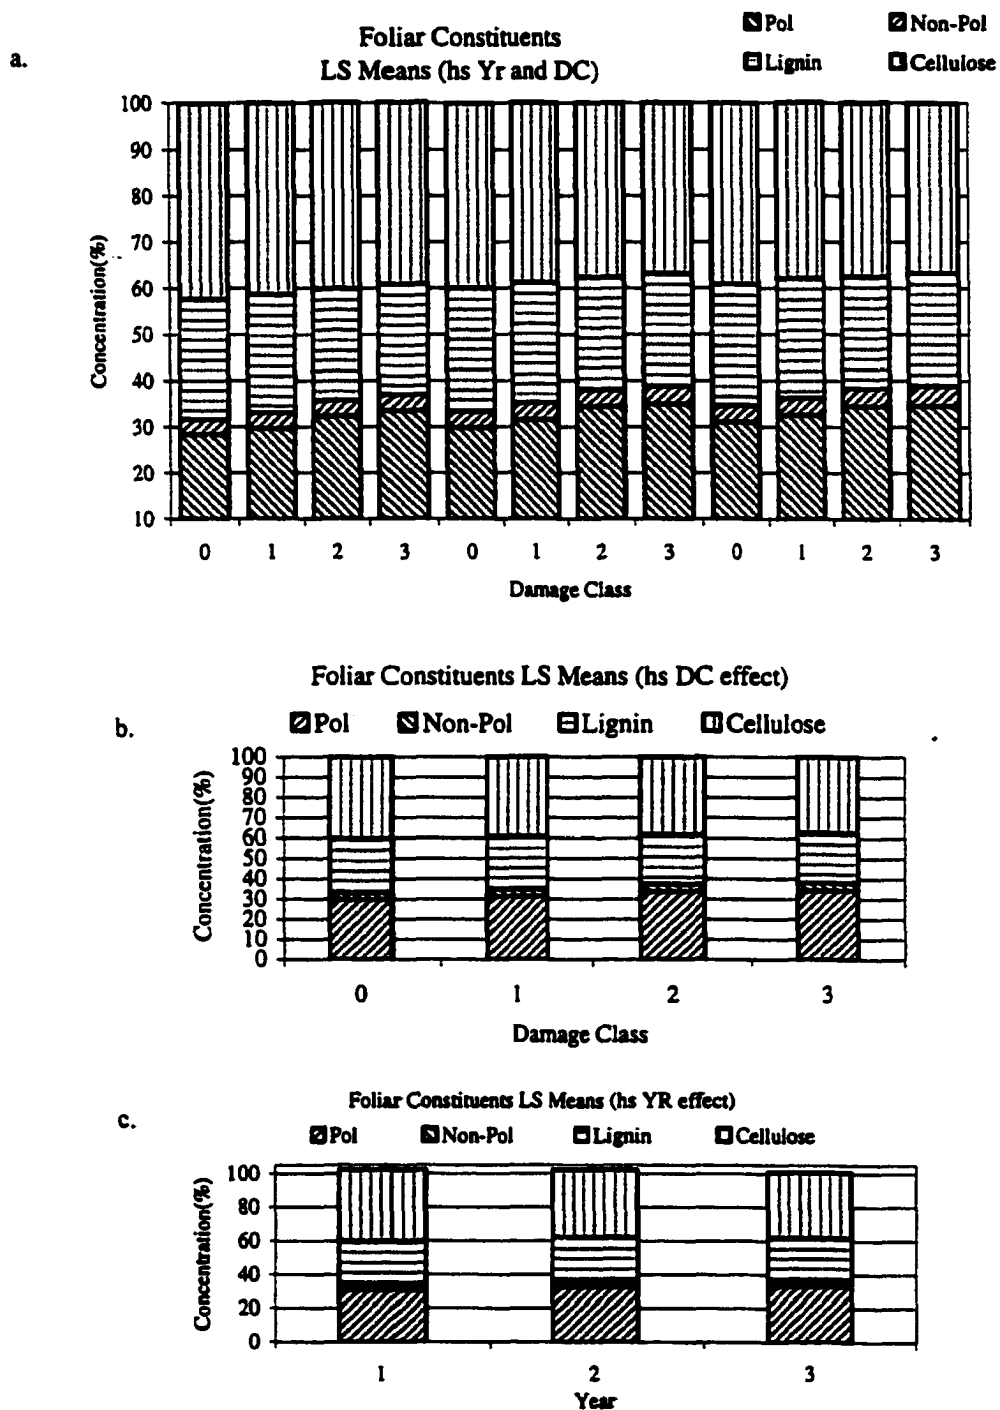 a.
Foliar Constituents
LS Means (hs Yr and DC)
Pol Non-Pol
Lignin Cellulose
Concentration(%)
100
90
80
70
60
50
40
30
20
10
0 1 2 3 0 1 2 3 0 1 2 3
Damage Class
Foliar Constituents LS Means (hs DC effect)
b.
Pol Non-Pol Lignin Cellulose
Concentration(%)
100
90
80
70
60
50
40
30
20
10
0
0 1 2 3
Damage Class
Foliar Constituents LS Means (hs YR effect)
c.
Pol Non-Pol Lignin Cellulose
Concentration(%)
100
80
60
40
20
0
1 2 3
Year